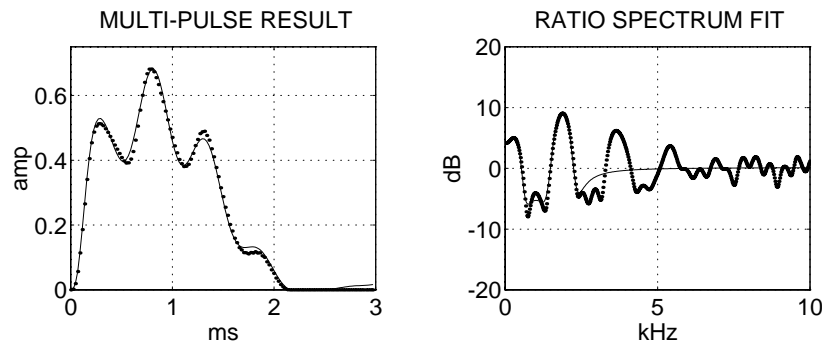 MULTI-PULSE RESULT
amp
0.6
0.4
0.2
0
0
1
2
3
ms
RATIO SPECTRUM FIT
dB
20
10
0
-10
-20
0
5
10
kHz